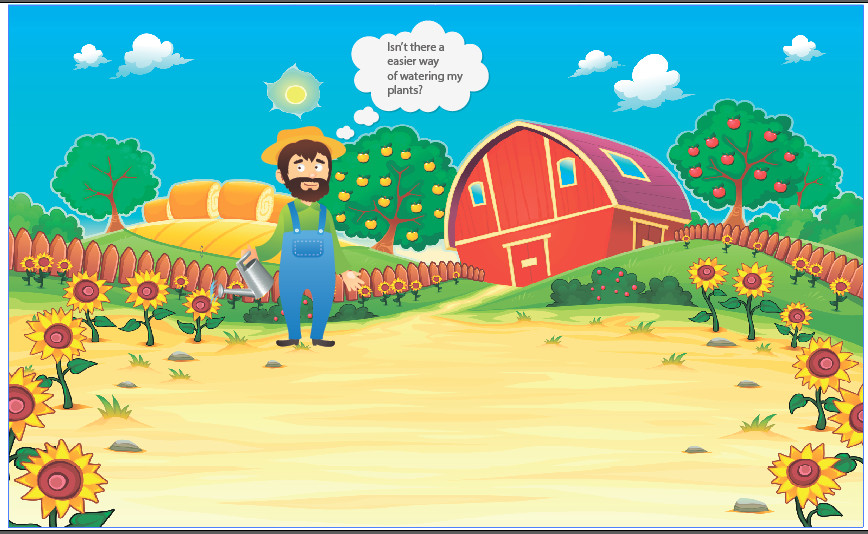 Isn't there a
easier way
of watering my
plants?